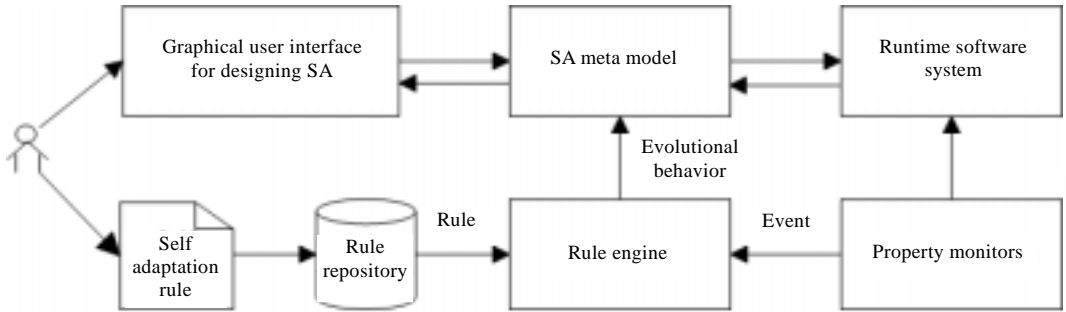 Graphical user interface
for designing SA
SA meta model
Runtime software
system
Evolutional
behavior
Self
adaptation
rule
Rule
repository
Rule
Rule engine
Event
Property monitors